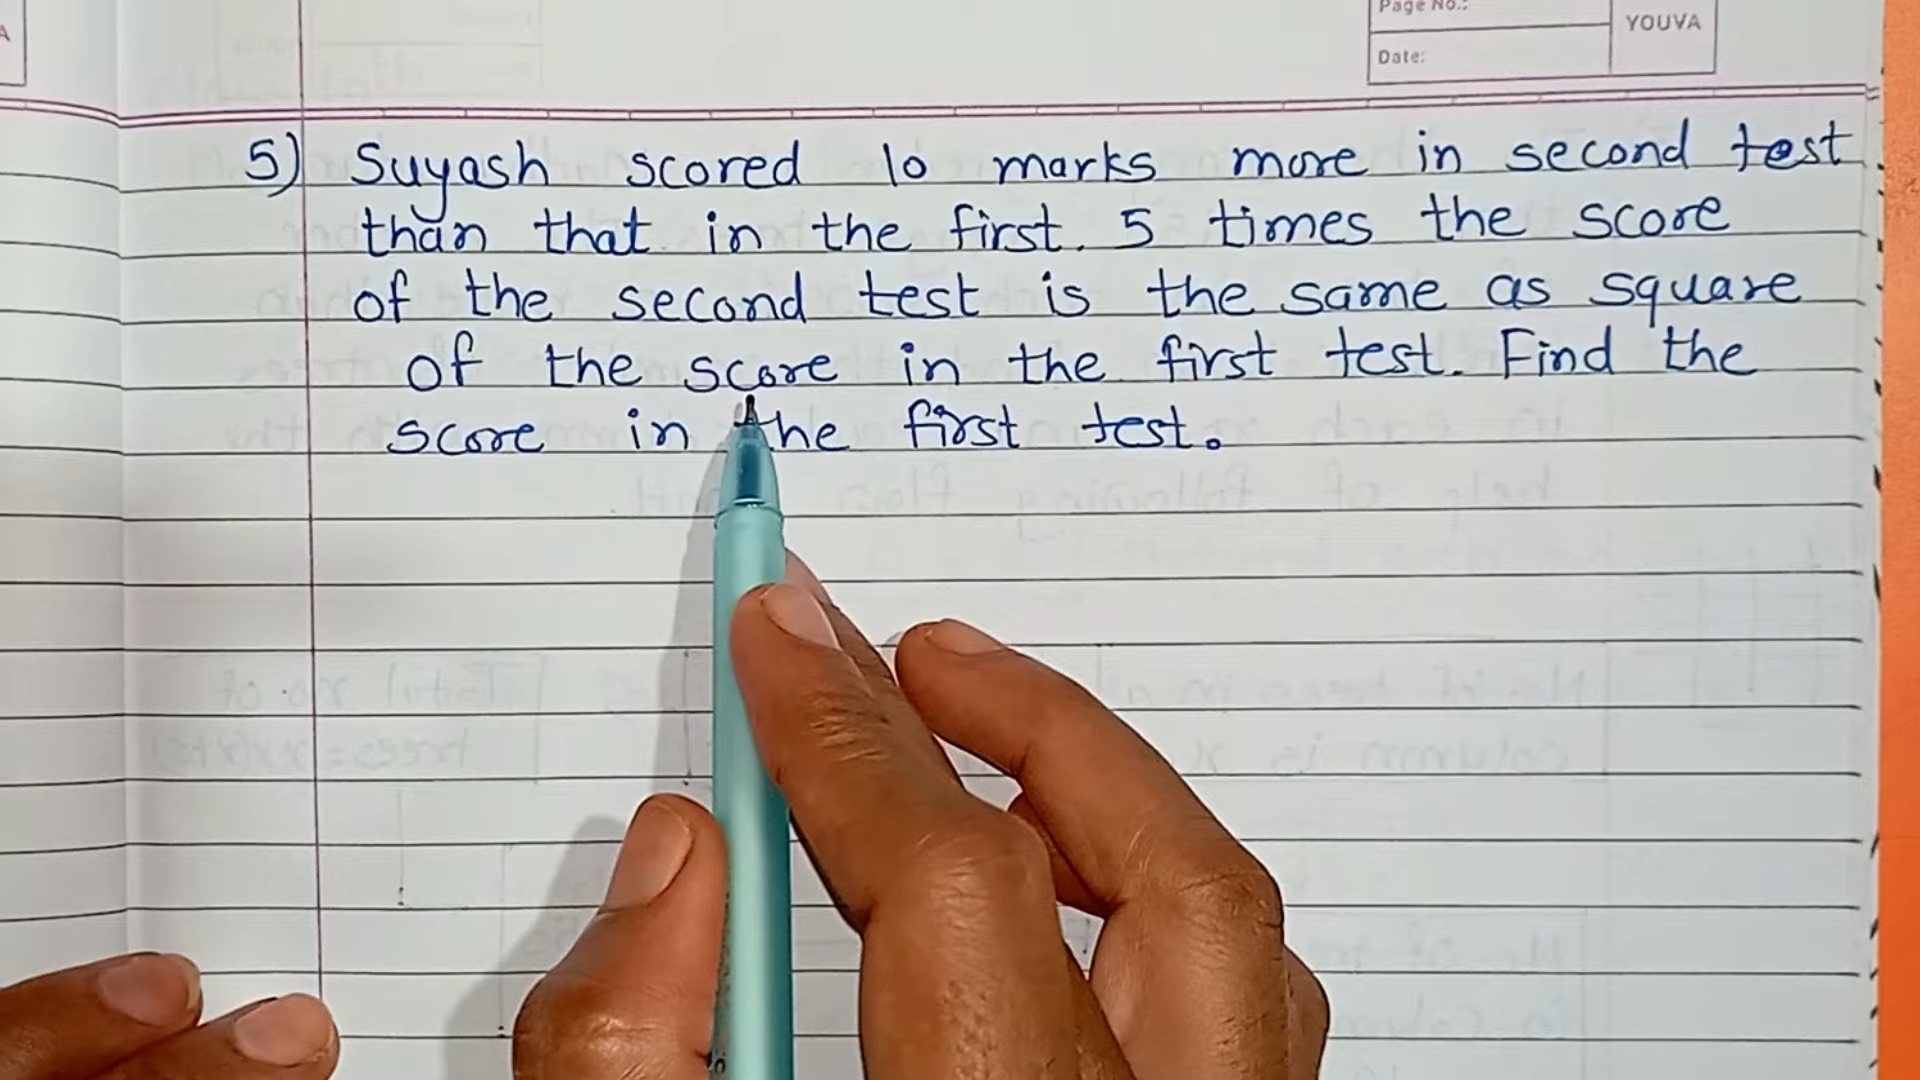 Page No.:
YOUVA
Date:
5) Suyash scored 10 marks more in second test
than that in the first. 5 times the score
of the second test is the same as square
of the score in the first test. Find the
score in the first test.